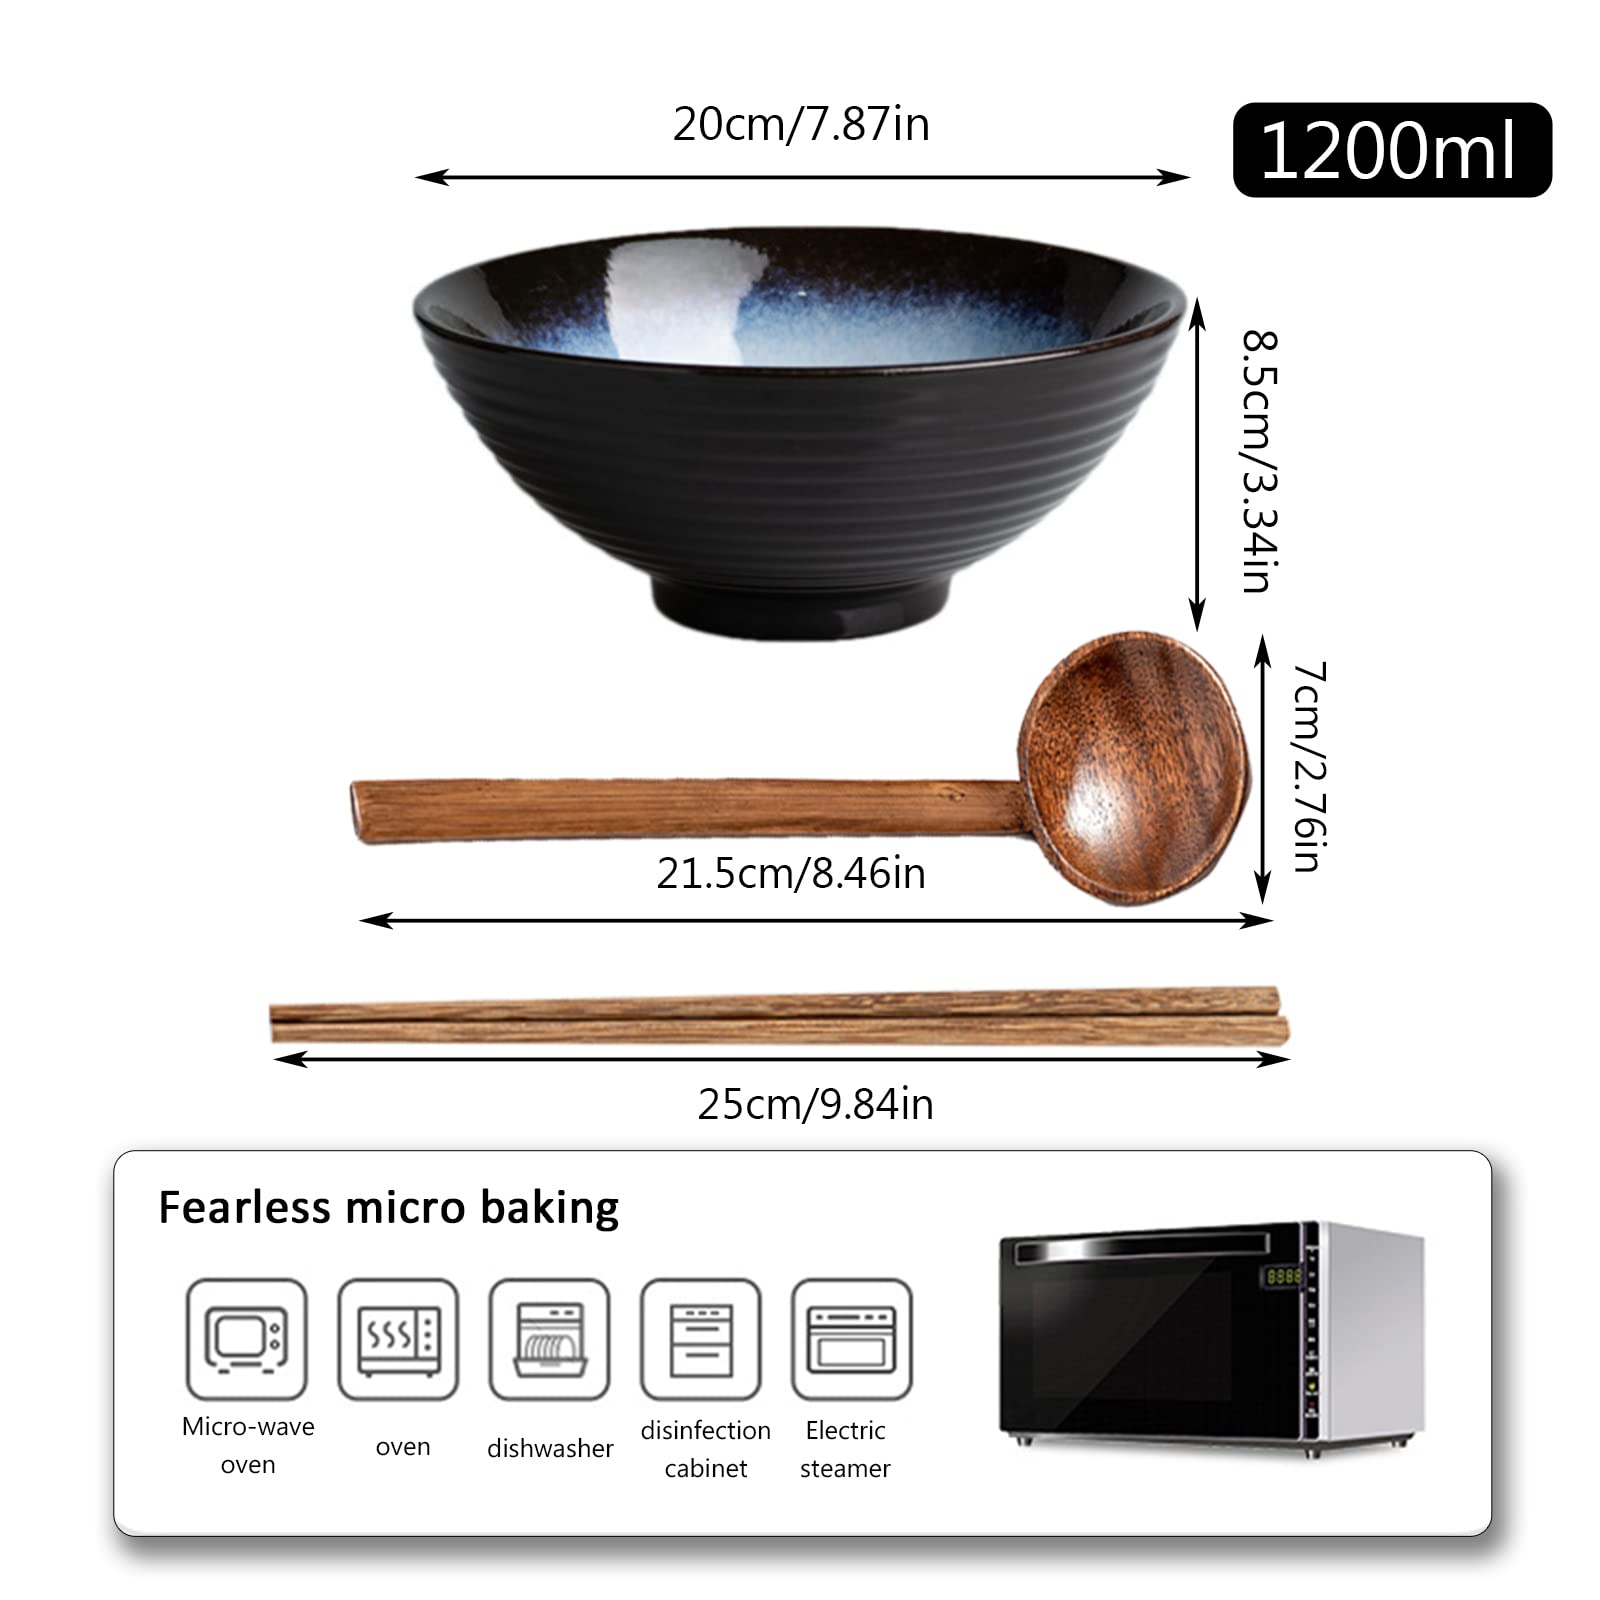 20cm/7.87in
1200ml
8.5cm/3.34in
7cm/2.76in
21.5cm/8.46in
25cm/9.84in
Fearless micro baking
Micro-wave
oven
oven
dishwasher
disinfection
cabinet
Electric
steamer